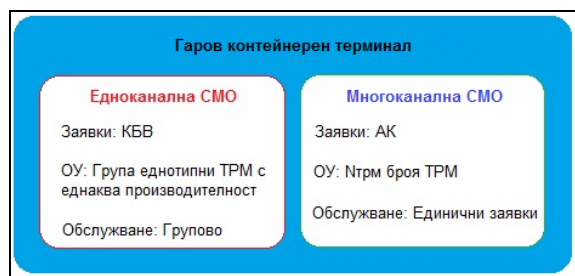 Гаров контейнерен терминал
Едноканална СМО
Заявки: КБВ
ОУ: Група еднотипни ТРМ с
еднаква производителност
Обслужване: Групово
Многоканална СМО
Заявки: АК
ОУ: Nтрм броя ТРМ
Обслужване: Единични заявки